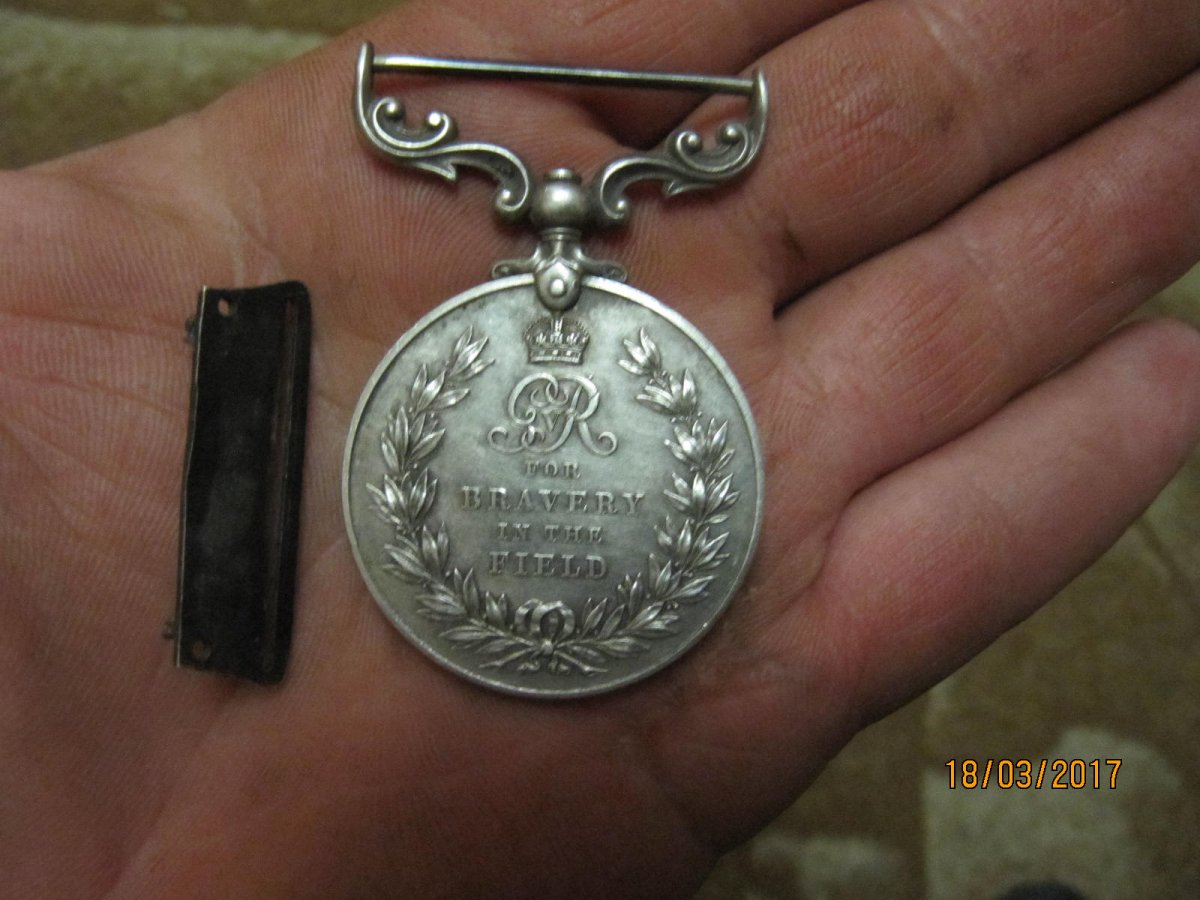 GVR
FOR
BRAVERY
IN THE
FIELD
18/03/2017